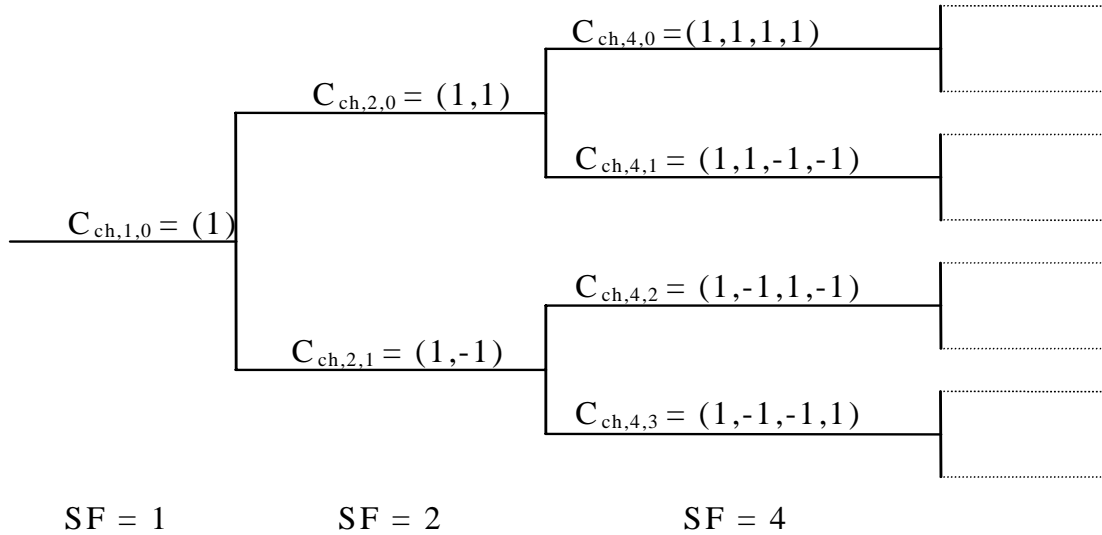 C ch,4,0 =(1,1,1,1)
C ch,2,0 = (1,1)
C ch,4,1 = (1,1,-1,-1)
C ch,1,0 = (1)
C ch,4,2 = (1,-1,1,-1)
C ch,2,1 = (1,-1)
C ch,4,3 = (1,-1,-1,1)
SF = 1 SF = 2 SF = 4